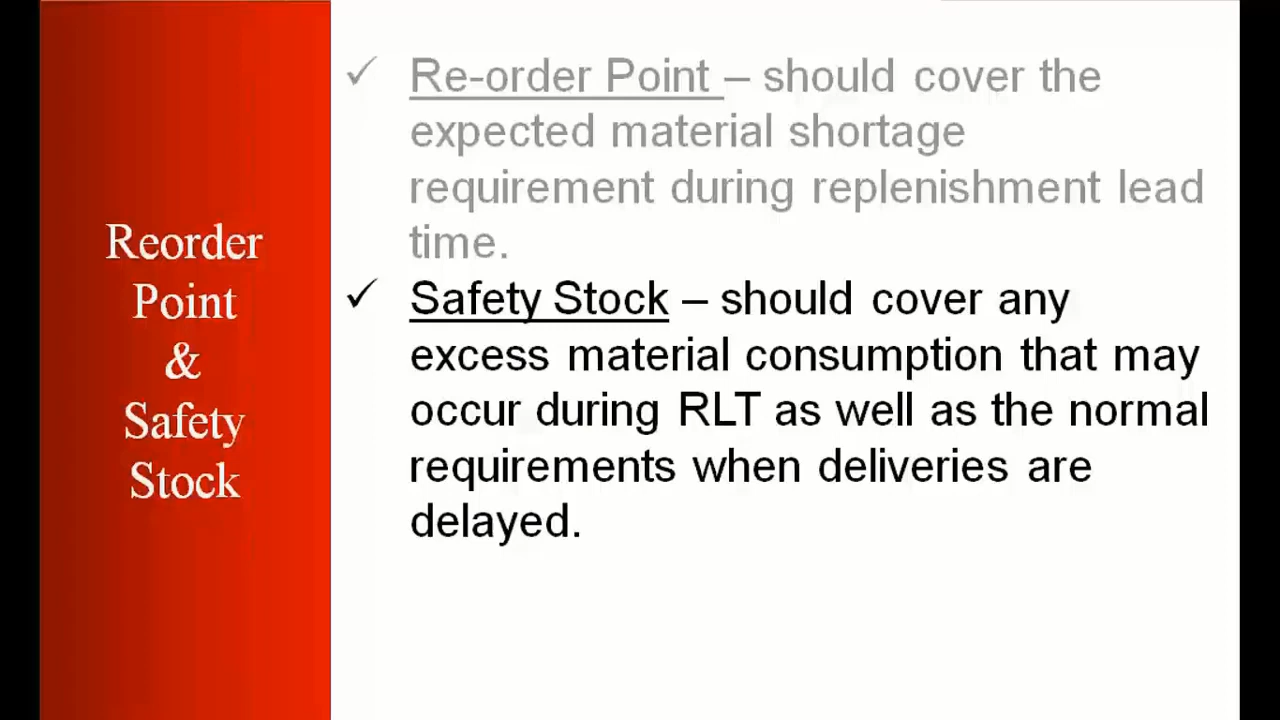 Reorder
Point
&
Safety
Stock
✓ Re-order Point – should cover the
expected material shortage
requirement during replenishment lead
time.
✓ Safety Stock – should cover any
excess material consumption that may
occur during RLT as well as the normal
requirements when deliveries are
delayed.